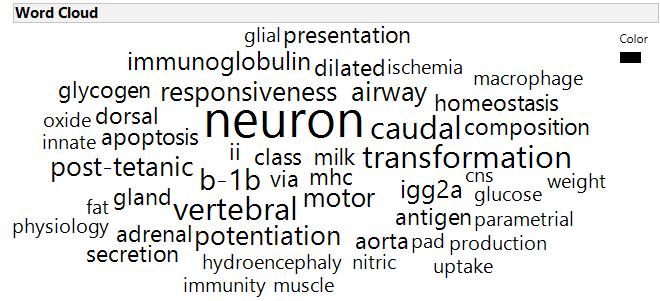 Word Cloud
Color
glial presentation
immunoglobulin dilated ischemia
macrophage
glycogen responsiveness airway
homeostasis
oxide dorsal
neuron
caudal composition
innate apoptosis
ii class milk transformation
post-tetanic
b-1b via mhc
cns
weight
igg2a glucose
fat gland
vertebral motor
antigen parametrial
physiology
adrenal potentiation
aorta pad production
secretion
hydroencephaly nitric
uptake
immunity muscle